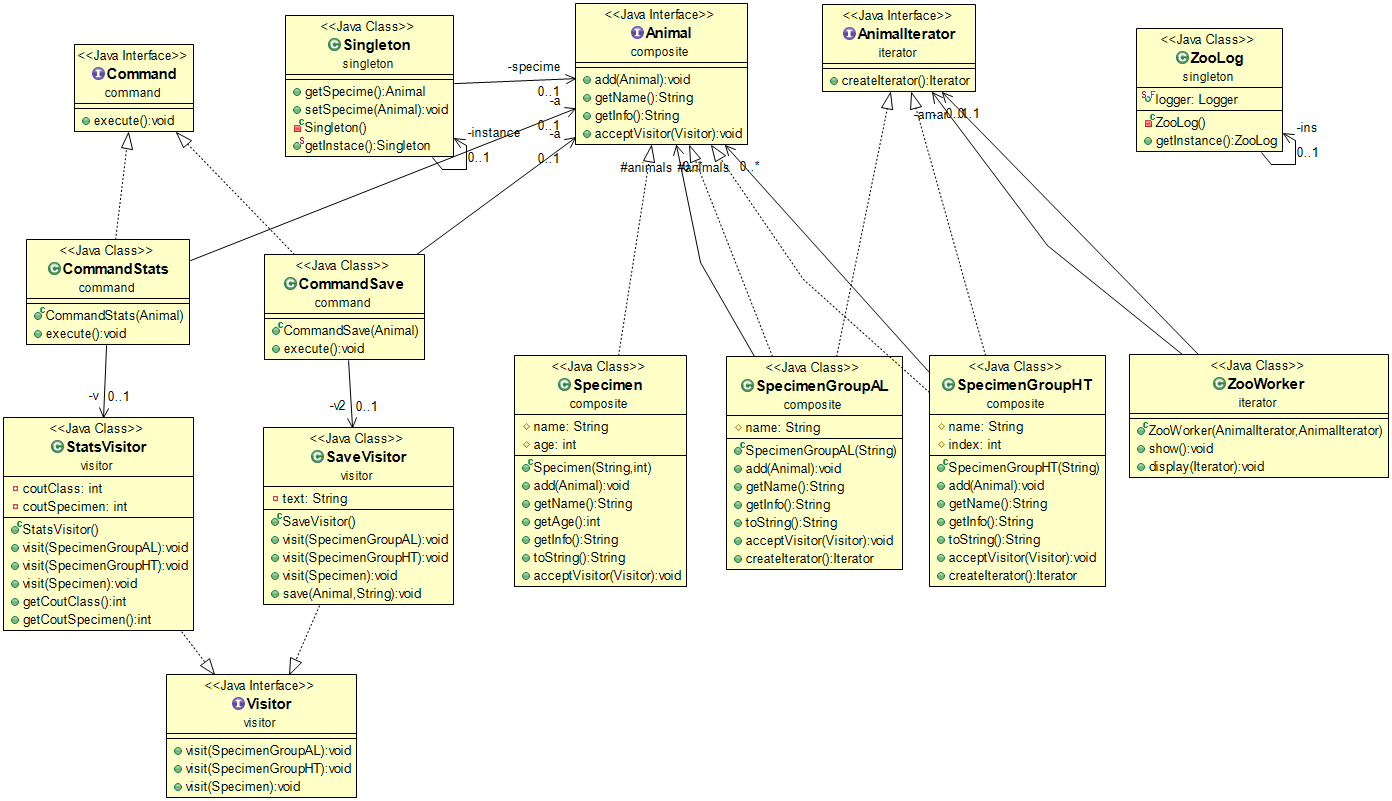 <<Java Interface>>
Command
command
execute():void
<<Java Class>>
Singleton
singleton
getSpecime():Animal
setSpecime(Animal):void
Singleton()
getInstace():Singleton
-instance
0..1
-specime
0..1
-a
0..1
-a
0..1
<<Java Interface>>
Animal
composite
add(Animal):void
getName():String
getInfo():String
acceptVisitor(Visitor):void
#animals
#animals
0..*
<<Java Interface>>
AnimalIterator
iterator
createIterator():Iterator
0..1
<<Java Class>>
ZooLog
singleton
logger: Logger
ZooLog()
getInstance():ZooLog
-ins
0..1
<<Java Class>>
CommandStats
command
CommandStats(Animal)
execute():void
-v
0..1
<<Java Class>>
CommandSave
command
CommandSave(Animal)
execute():void
-v2
0..1
<<Java Class>>
StatsVisitor
visitor
coutClass: int
coutSpecimen: int
StatsVisitor()
visit(SpecimenGroupAL):void
visit(SpecimenGroupHT):void
visit(Specimen):void
getCoutClass():int
getCoutSpecimen():int
<<Java Class>>
SaveVisitor
visitor
text: String
SaveVisitor()
visit(SpecimenGroupAL):void
visit(SpecimenGroupHT):void
visit(Specimen):void
save(Animal,String):void
<<Java Class>>
Specimen
composite
name: String
age: int
Specimen(String,int)
add(Animal):void
getName():String
getAge():int
getInfo():String
toString():String
acceptVisitor(Visitor):void
<<Java Class>>
SpecimenGroupAL
composite
name: String
SpecimenGroupAL(String)
add(Animal):void
getName():String
getInfo():String
toString():String
acceptVisitor(Visitor):void
createIterator():Iterator
<<Java Class>>
SpecimenGroupHT
composite
name: String
index: int
SpecimenGroupHT(String)
add(Animal):void
getName():String
getInfo():String
toString():String
acceptVisitor(Visitor):void
createIterator():Iterator
<<Java Class>>
ZooWorker
iterator
ZooWorker(AnimalIterator,AnimalIterator)
show():void
display(Iterator):void
<<Java Interface>>
Visitor
visitor
visit(SpecimenGroupAL):void
visit(SpecimenGroupHT):void
visit(Specimen):void